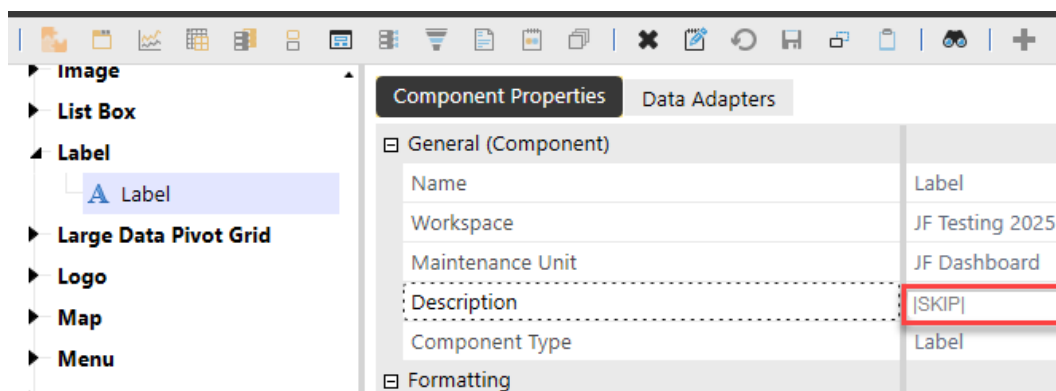 Image
List Box
Label
Label
Large Data Pivot Grid
Logo
Map
Menu
Component Properties
Data Adapters
General (Component)
Name Label
Workspace JF Testing 2025
Maintenance Unit JF Dashboard
Description |SKIP|
Component Type Label
Formatting